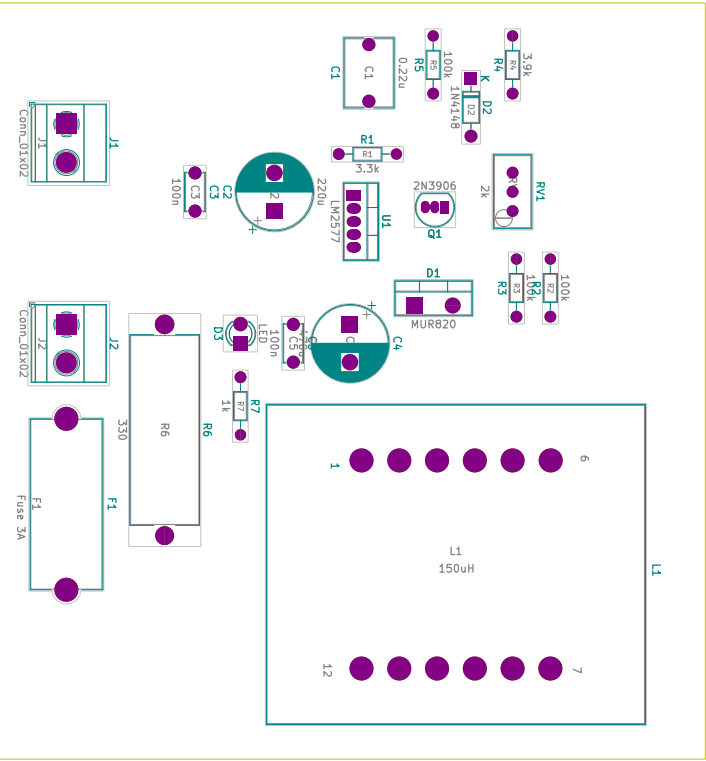 C1
C1
0.22u
R5
R5
100k
K
1N4148
D2
D2
R4
R4
3.9k
Conn_01x02
J1
J1
R1
R1
3.3k
100n
C3
C3
C2
2
220u
LM2577
U1
2N3906
Q1
2k
RV1
D1
MUR820
R3
R3
100k
R2
R2
100k
Conn_01x02
J2
J2
D3
LED
100n
C5
C4
R7
R7
1k
330
R6
R6
Fuse 3A
F1
F1
1
6
L1
150uH
L1
12
7